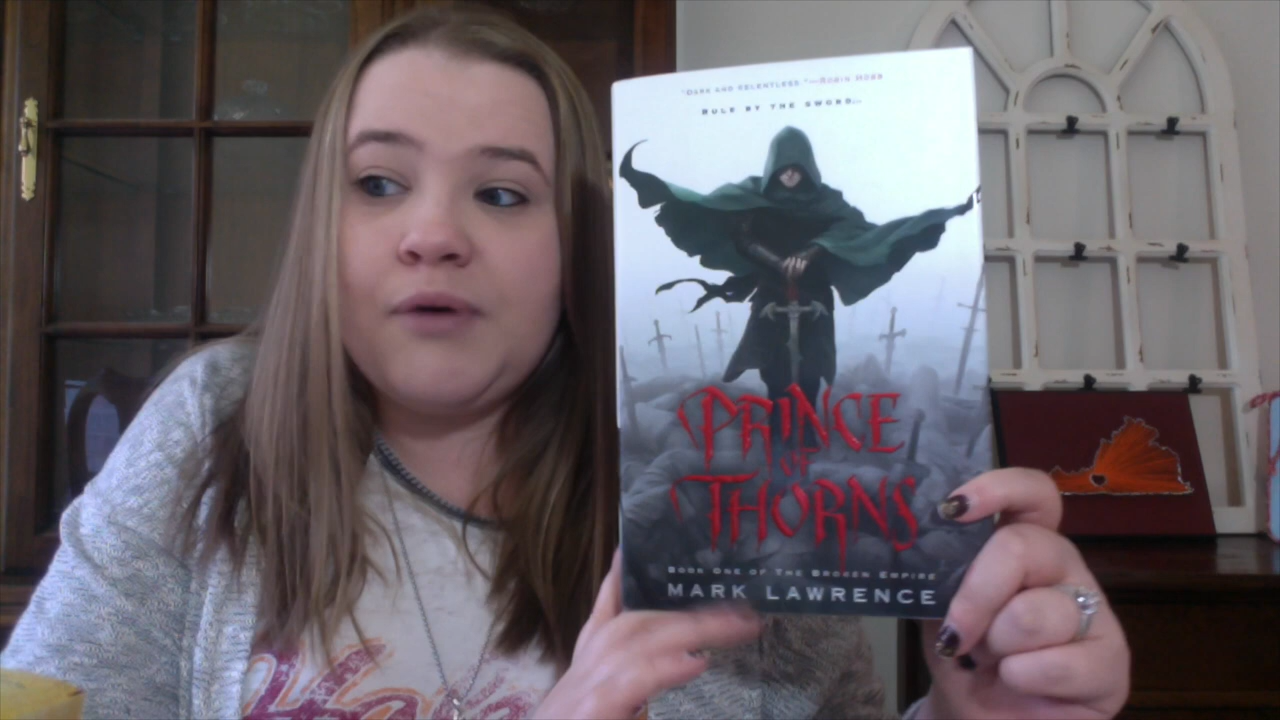 "DARK AND RELENTLESS."—ROBIN HOBB
RULE BY THE SWORD...
PRINCE
OF
THORNS
BOOK ONE OF THE BROKEN EMPIRE
MARK LAWRENCE